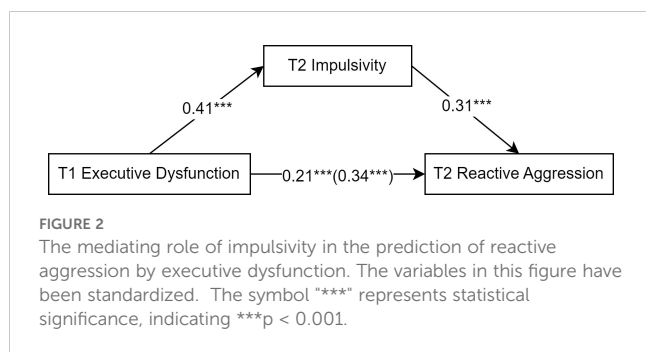 T2 Impulsivity
0.41***
0.31***
T1 Executive Dysfunction
0.21***(0.34***)
T2 Reactive Aggression
FIGURE 2
The mediating role of impulsivity in the prediction of reactive
aggression by executive dysfunction. The variables in this figure have
been standardized. The symbol "***" represents statistical
significance, indicating ***p < 0.001.